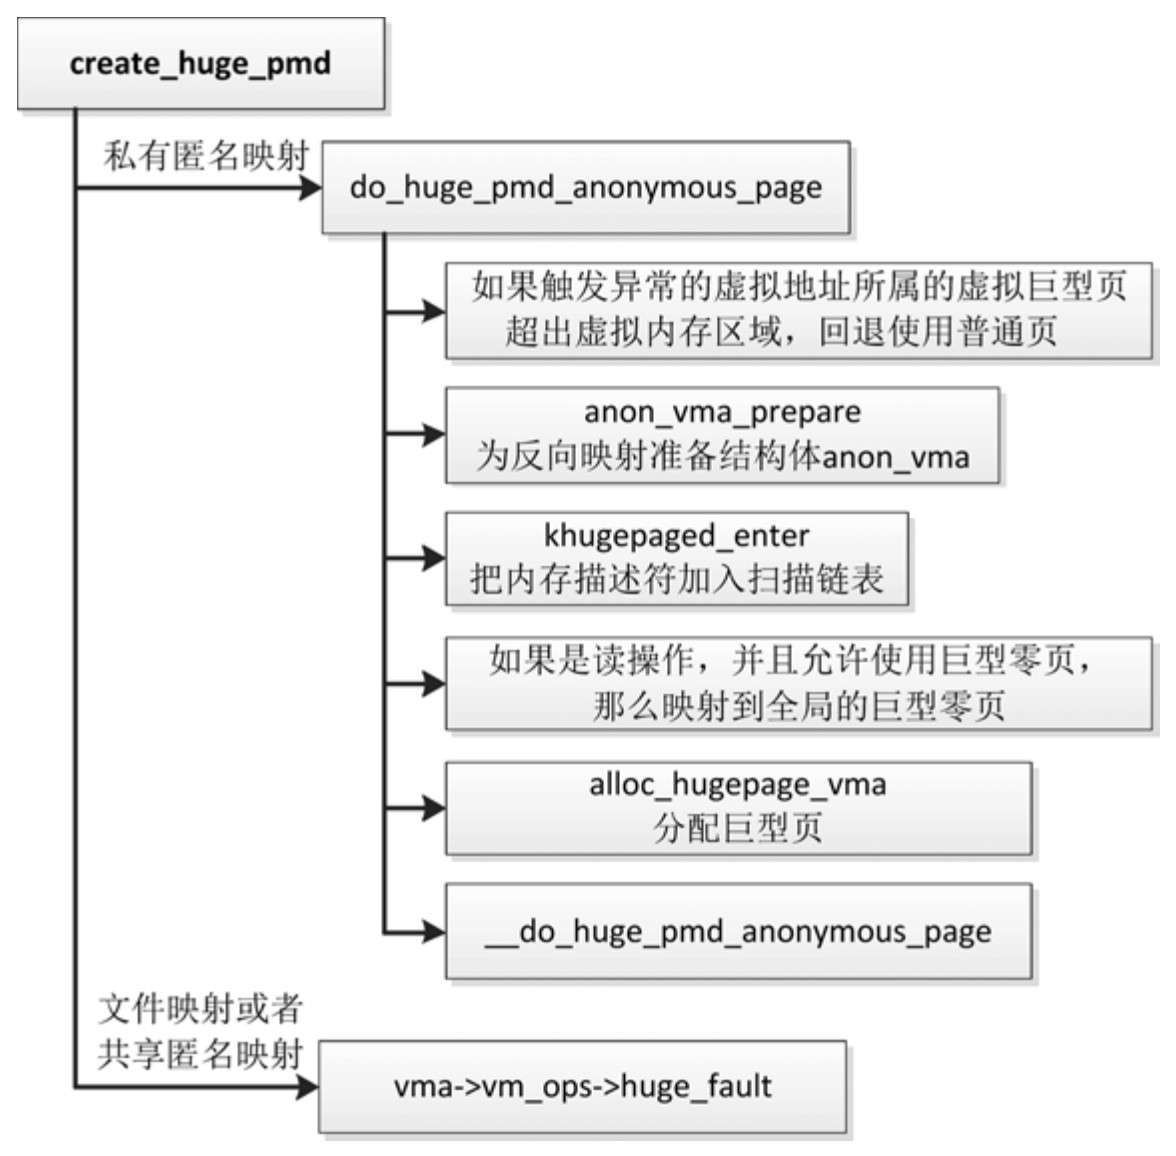 create_huge_pmd
私有匿名映射
do_huge_pmd_anonymous_page
如果触发异常的虚拟地址所属的虚拟巨型页
超出虚拟内存区域，回退使用普通页
anon_vma_prepare
为反向映射准备结构体anon_vma
khugepaged_enter
把内存描述符加入扫描链表
如果是读操作，并且允许使用巨型零页，
那么映射到全局的巨型零页
alloc_hugepage_vma
分配巨型页
__do_huge_pmd_anonymous_page
文件映射或者
共享匿名映射
vma->vm_ops->huge_fault